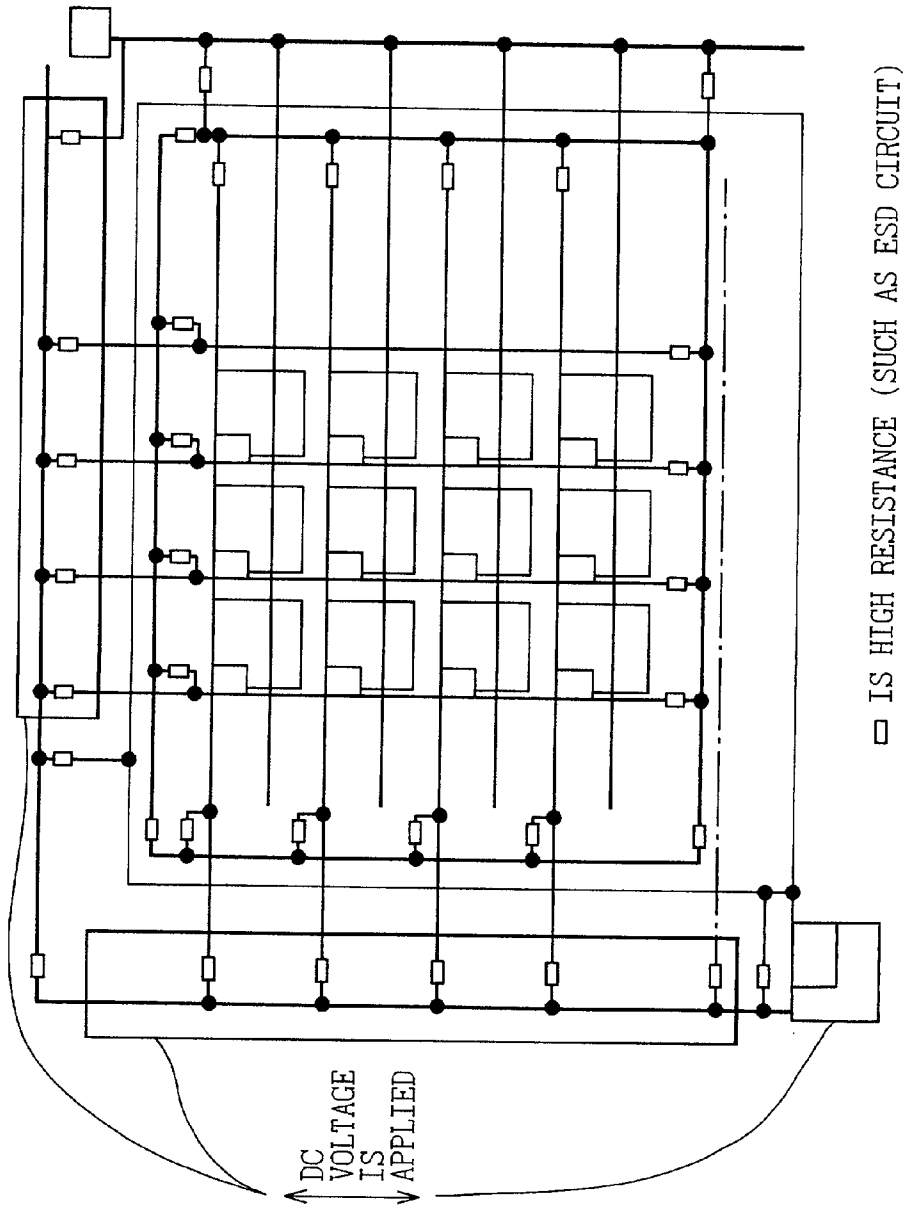 DC
VOLTAGE
IS
APPLIED
▭ IS HIGH RESISTANCE (SUCH AS ESD CIRCUIT)